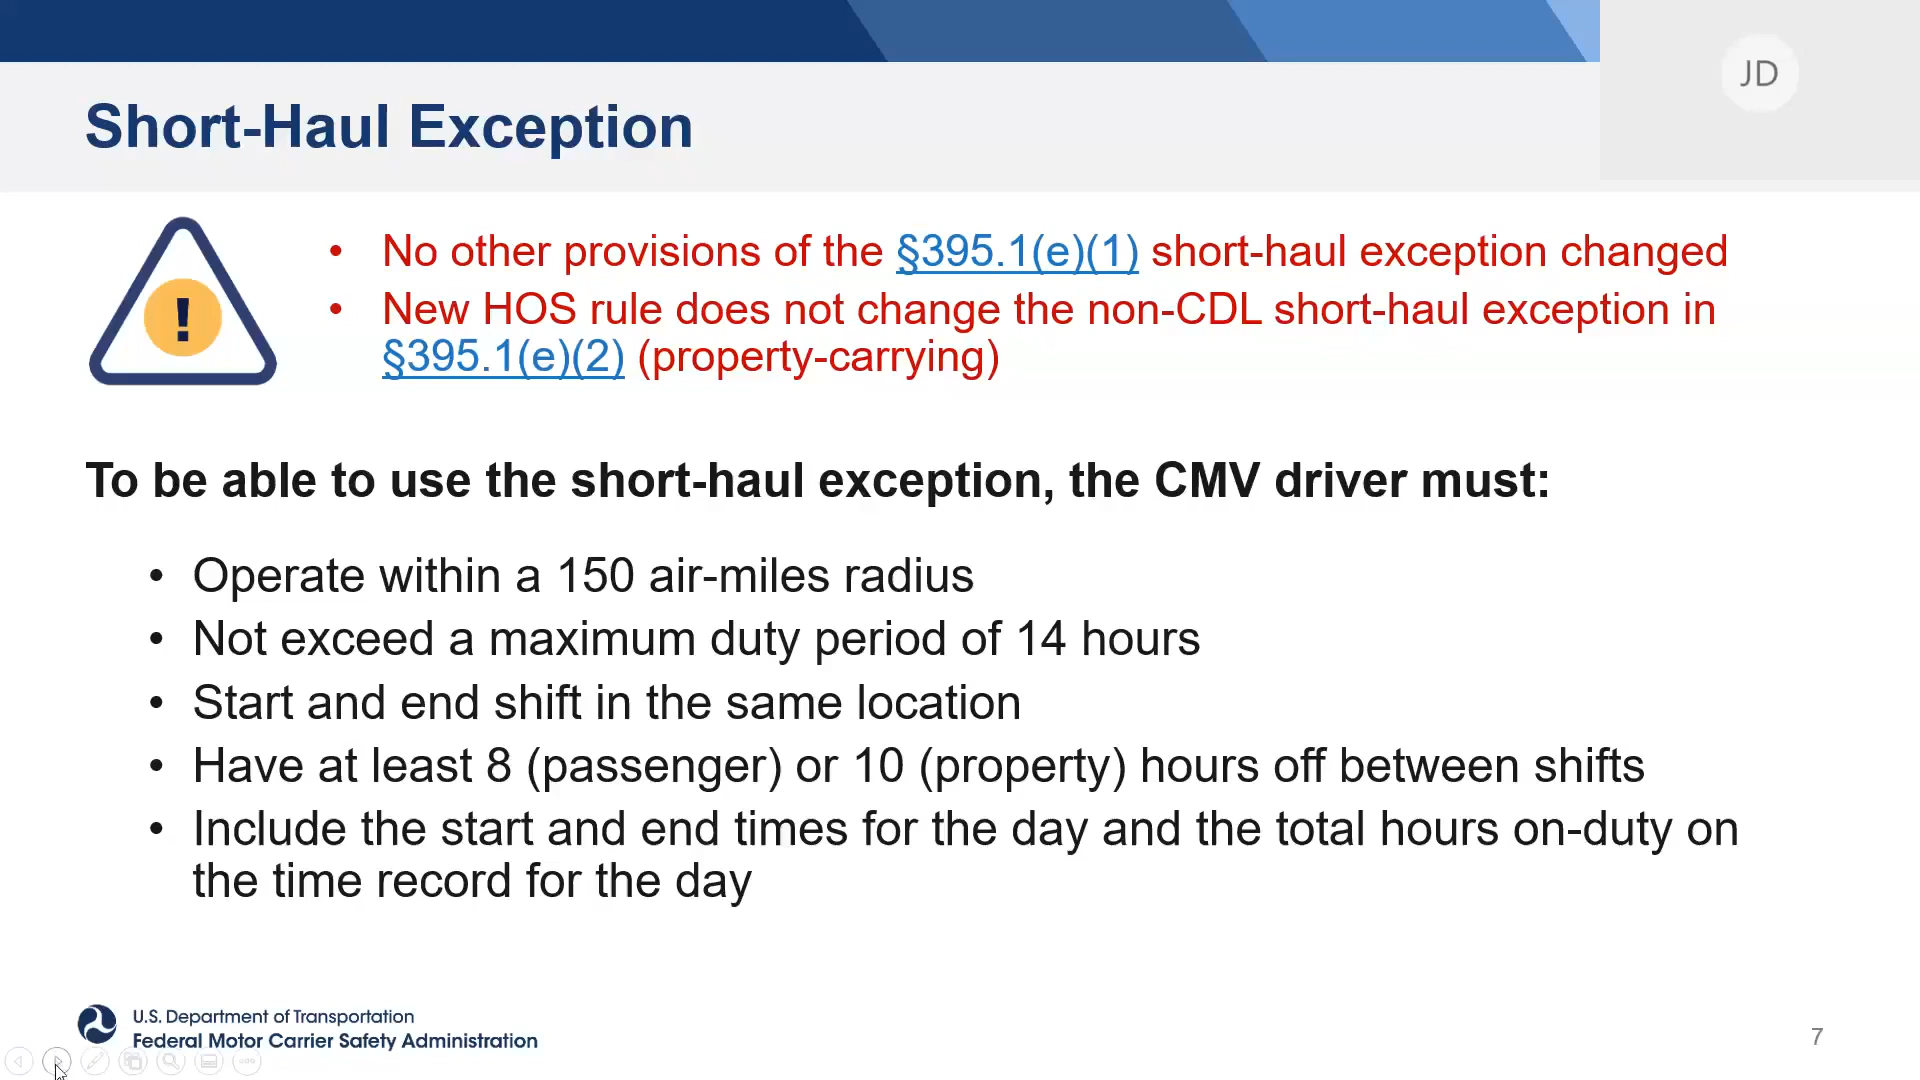 JD
Short-Haul Exception
!
• No other provisions of the §395.1(e)(1) short-haul exception changed
• New HOS rule does not change the non-CDL short-haul exception in
§395.1(e)(2) (property-carrying)
To be able to use the short-haul exception, the CMV driver must:
• Operate within a 150 air-miles radius
• Not exceed a maximum duty period of 14 hours
• Start and end shift in the same location
• Have at least 8 (passenger) or 10 (property) hours off between shifts
• Include the start and end times for the day and the total hours on-duty on
the time record for the day
U.S. Department of Transportation
Federal Motor Carrier Safety Administration
7